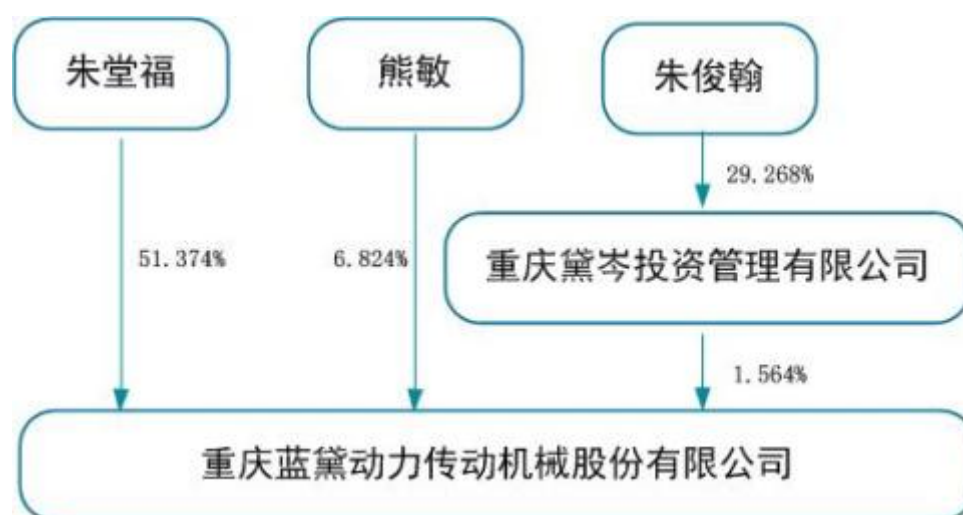 朱堂福
熊敏
朱俊翰
29.268%
51.374%
6.824%
重庆黛岑投资管理有限公司
1.564%
重庆蓝黛动力传动机械股份有限公司